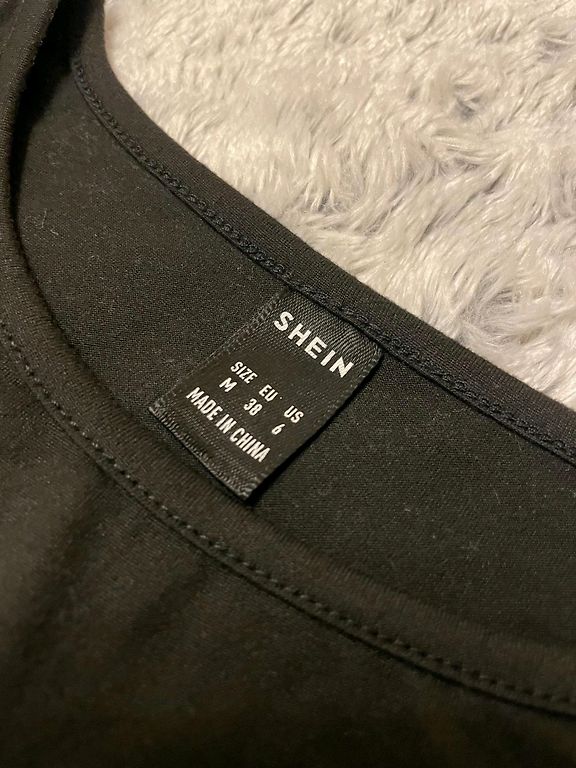 SHEIN
SIZE EU US
M 38 6
MADE IN CHINA